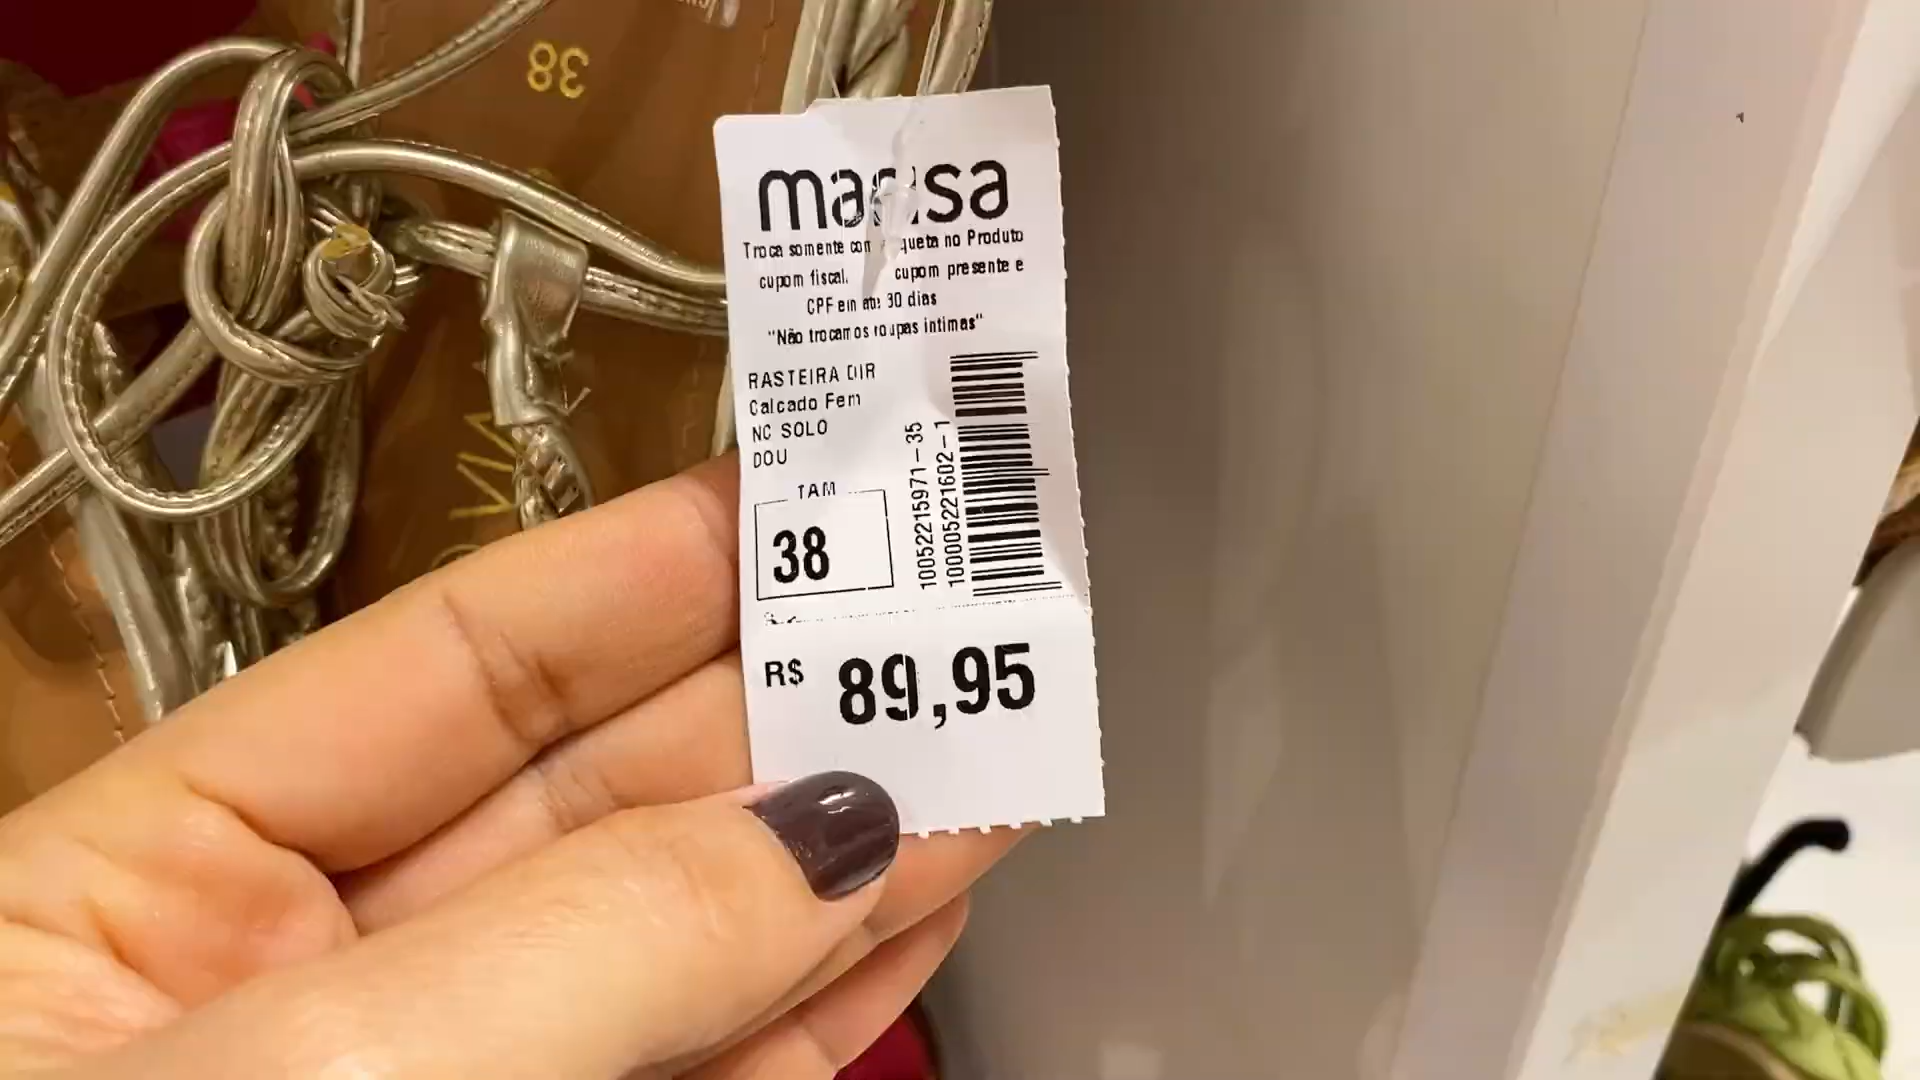 38
marisa
Troca somente com etiqueta no Produto
cupom fiscal, cupom presente e
CPF em até 30 dias
"Não trocamos roupas intimas"
RASTEIRA DIR
Calcado Fem
NC SOLO
DOU
TAM
38
10052215971-35
100005221602-1
R$ 89,95